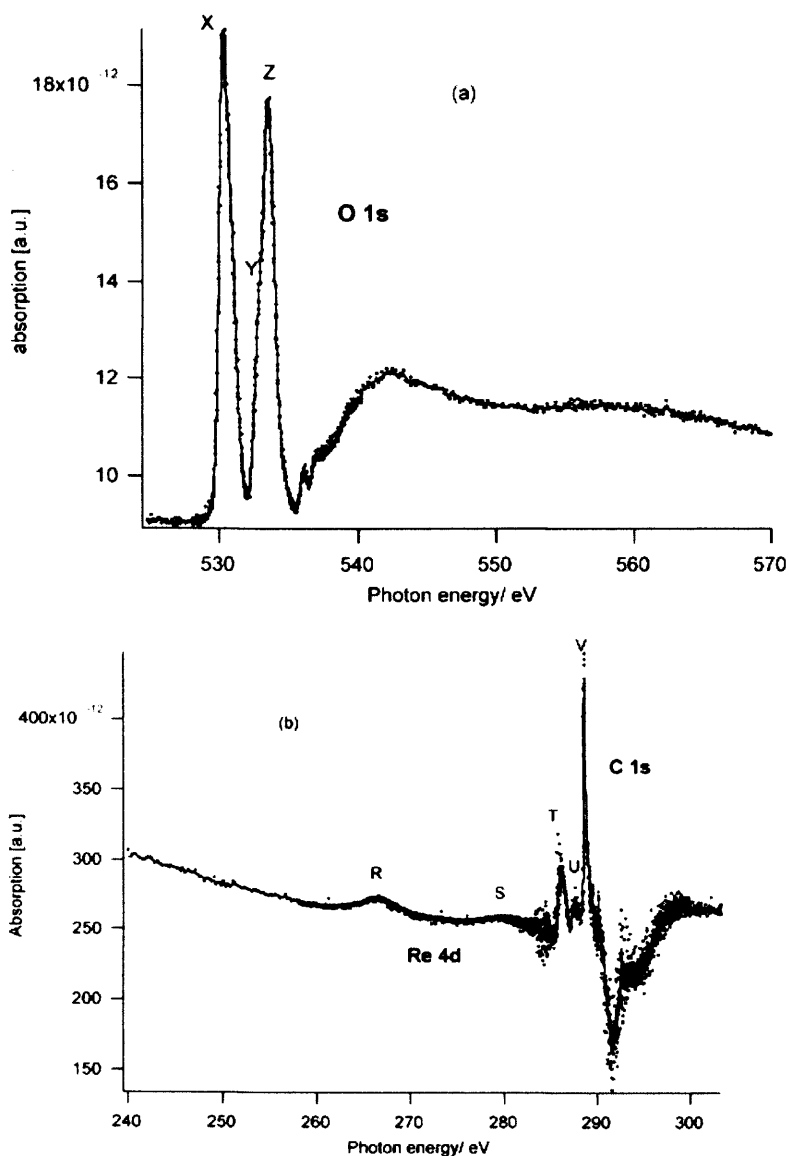 X
Z
(a)
18x10 -12
16
O 1s
Y
14
12
10
absorption [a.u.]
530
540
550
560
570
Photon energy/ eV
V
400x10 -12
(b)
C 1s
350
T
300
R
U
S
250
Re 4d
200
150
Absorption [a.u.]
240
250
260
270
280
290
300
Photon energy/ eV